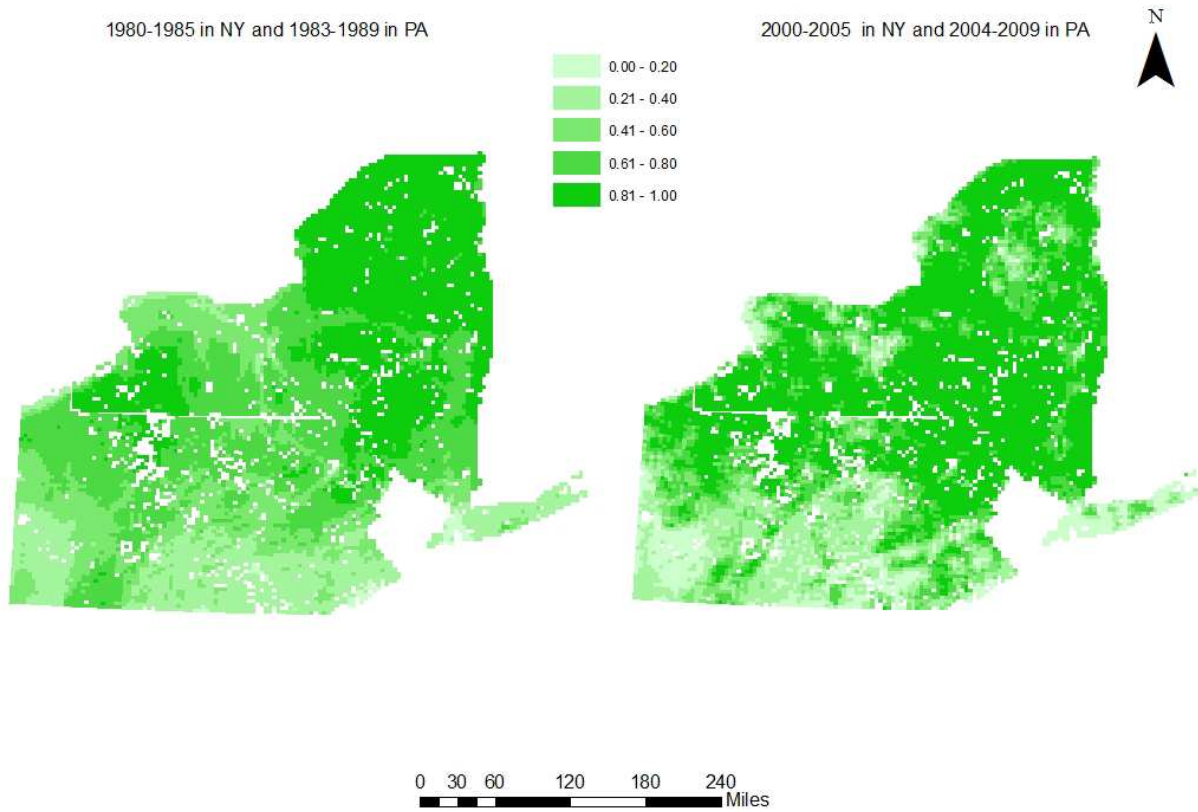 1980-1985 in NY and 1983-1989 in PA
2000-2005 in NY and 2004-2009 in PA
N
0.00 - 0.20
0.21 - 0.40
0.41 - 0.60
0.61 - 0.80
0.81 - 1.00
0 30 60 120 180 240
Miles